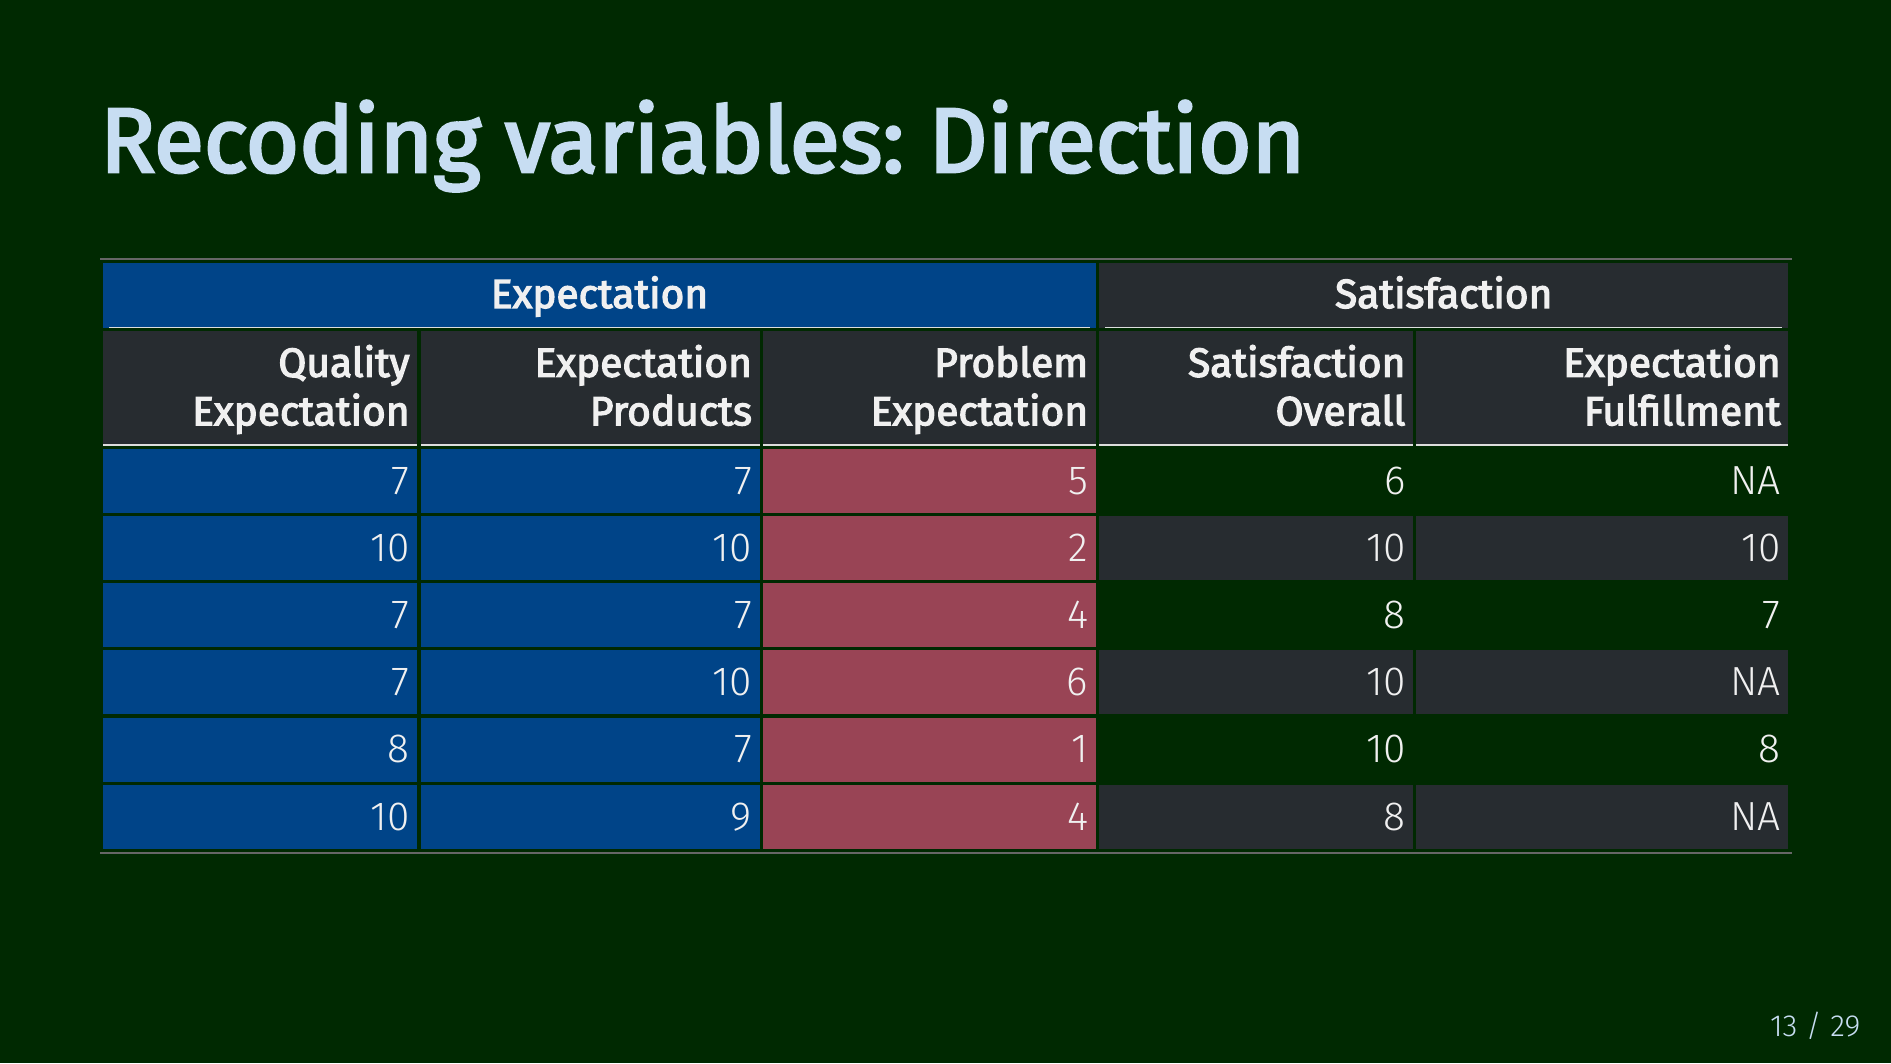 Recoding variables: Direction
Expectation Satisfaction
Quality Expectation Problem Satisfaction Expectation
Expectation Products Expectation Overall Fulfillment
7 7 5 6 NA
10 10 2 10 10
7 7 4 8 7
7 10 6 10 NA
8 7 1 10 8
10 9 4 8 NA
13 / 29